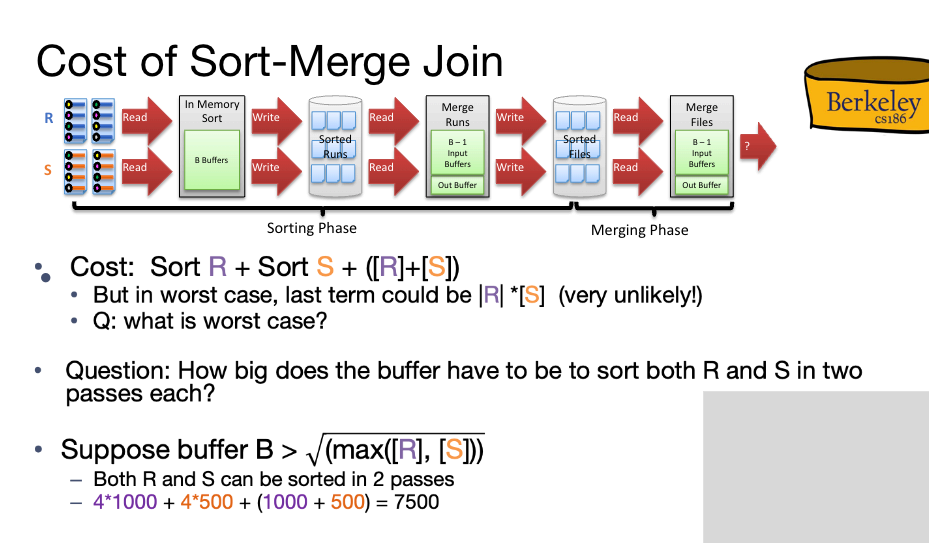 Cost of Sort-Merge Join
Berkeley
cs186
R
S
Read
Read
In Memory
Sort
B Buffers
Write
Write
Sorted
Runs
Read
Read
Merge
Runs
B – 1
Input
Buffers
Out Buffer
Write
Write
Sorted
Files
Read
Read
Merge
Files
B – 1
Input
Buffers
Out Buffer
?
Sorting Phase
Merging Phase
• Cost: Sort R + Sort S + ([R]+[S])
• But in worst case, last term could be |R| *[S] (very unlikely!)
• Q: what is worst case?
• Question: How big does the buffer have to be to sort both R and S in two
passes each?
• Suppose buffer B > √(max([R], [S]))
– Both R and S can be sorted in 2 passes
– 4*1000 + 4*500 + (1000 + 500) = 7500